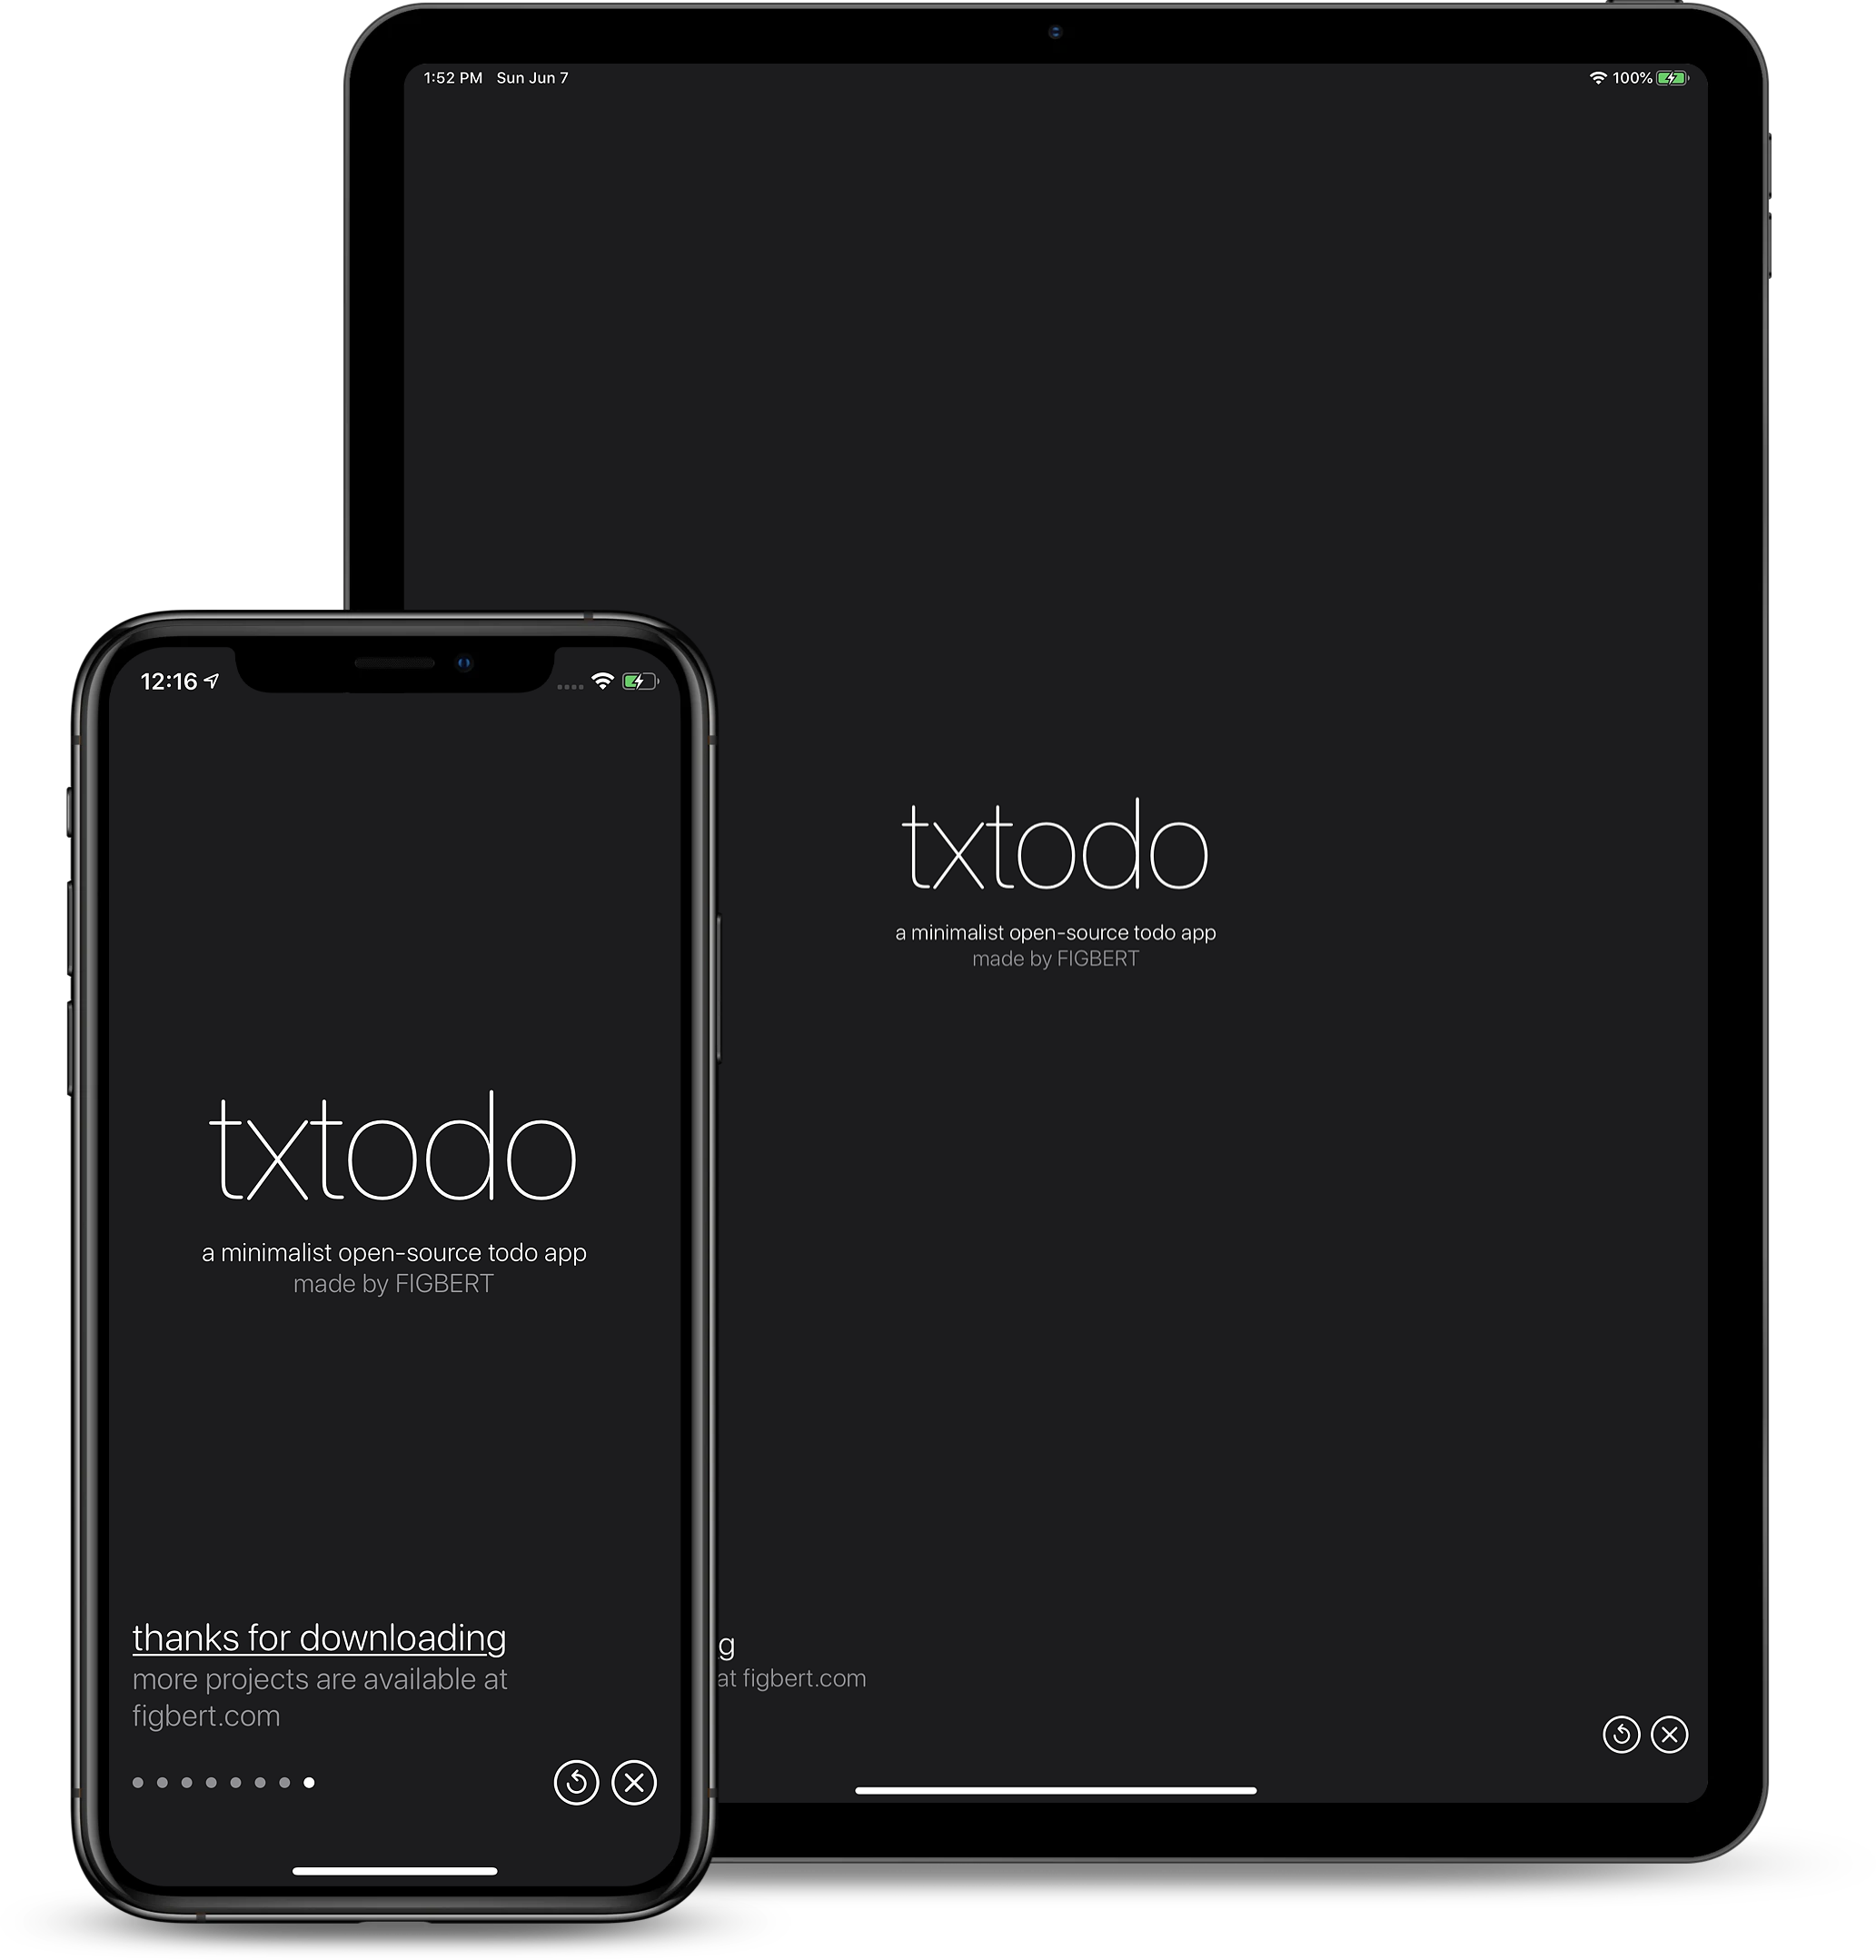 1:52 PM Sun Jun 7
100%
txtodo
a minimalist open-source todo app
made by FIGBERT
g
at figbert.com
12:16
txtodo
a minimalist open-source todo app
made by FIGBERT
thanks for downloading
more projects are available at
figbert.com